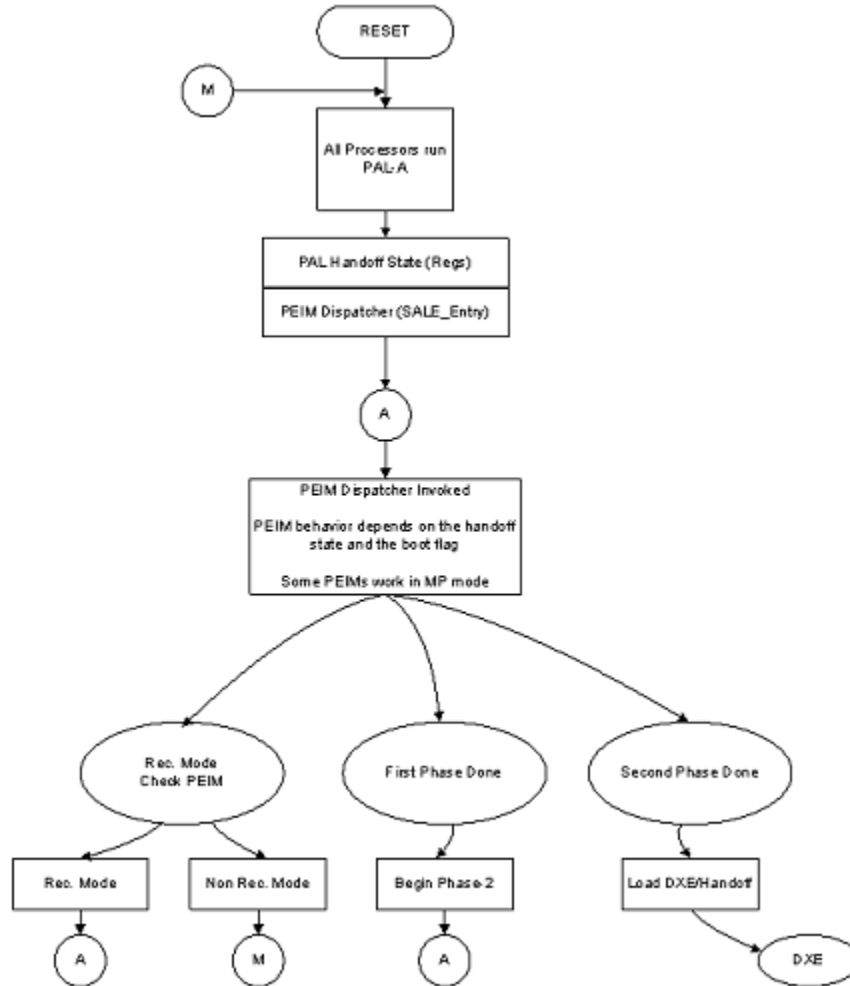 RESET
M
All Processors run
PAL-A
PAL Handoff State (Regs)
PEIM Dispatcher (SALE_Entry)
A
PEIM Dispatcher Invoked
PEIM behavior depends on the handoff
state and the boot flag
Some PEIMs work in MP mode
Rec. Mode
Check PEIM
First Phase Done
Second Phase Done
Rec. Mode
Non Rec. Mode
Begin Phase-2
Load DXE/Handoff
A
M
A
DXE